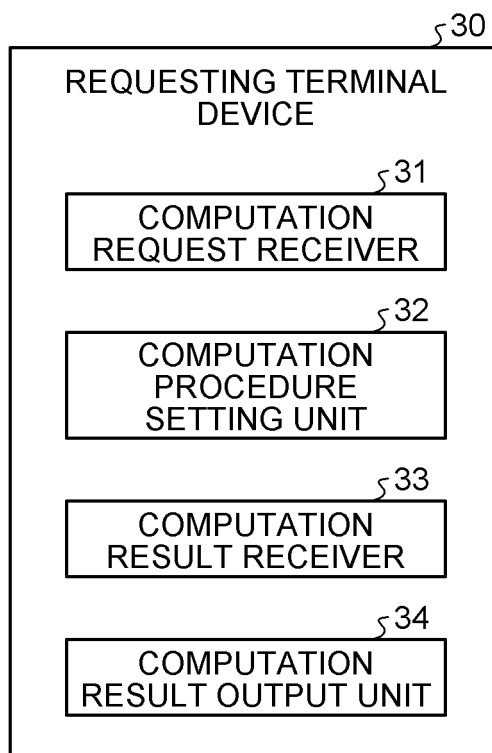 30
REQUESTING TERMINAL
DEVICE
31
COMPUTATION
REQUEST RECEIVER
32
COMPUTATION
PROCEDURE
SETTING UNIT
33
COMPUTATION
RESULT RECEIVER
34
COMPUTATION
RESULT OUTPUT UNIT